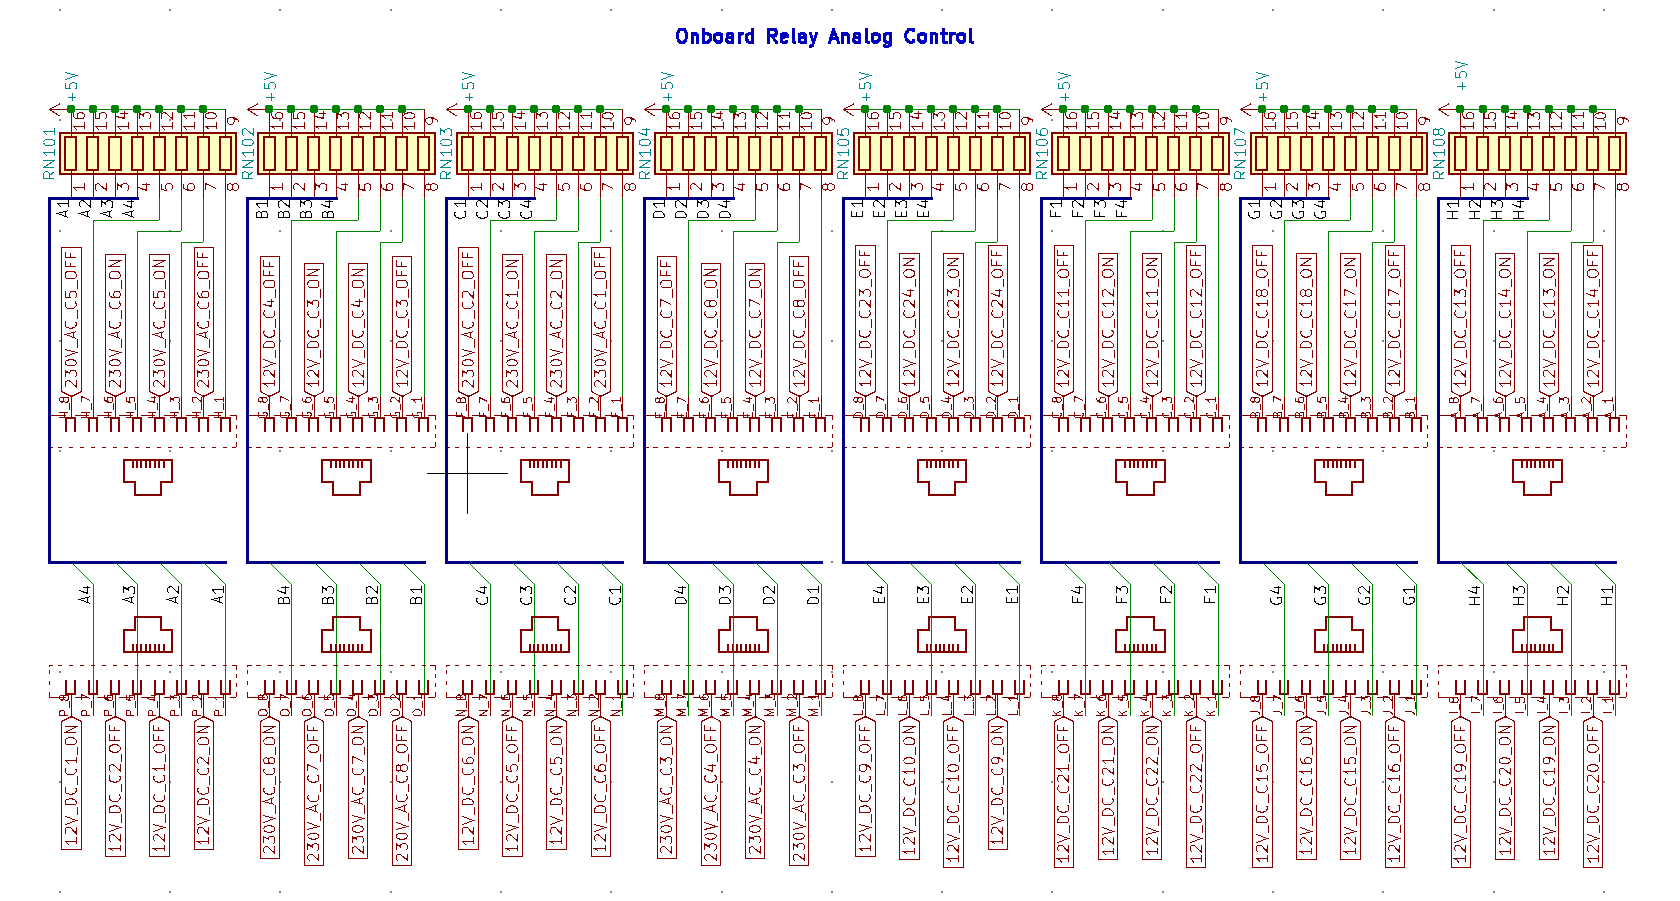 Onboard Relay Analog Control
+5V +5V +5V +5V +5V +5V +5V +5V
RN101 16 15 14 13 12 11 10 9
RN102 16 15 14 13 12 11 10 9
RN103 16 15 14 13 12 11 10 9
RN104 16 15 14 13 12 11 10 9
RN105 16 15 14 13 12 11 10 9
RN106 16 15 14 13 12 11 10 9
RN107 16 15 14 13 12 11 10 9
RN108 16 15 14 13 12 11 10 9
1 2 3 4 5 6 7 8
1 2 3 4 5 6 7 8
1 2 3 4 5 6 7 8
1 2 3 4 5 6 7 8
1 2 3 4 5 6 7 8
1 2 3 4 5 6 7 8
1 2 3 4 5 6 7 8
1 2 3 4 5 6 7 8
A1 A2 A3 A4
B1 B2 B3 B4
C1 C2 C3 C4
D1 D2 D3 D4
E1 E2 E3 E4
F1 F2 F3 F4
G1 G2 G3 G4
H1 H2 H3 H4
230V_AC_C5_OFF 230V_AC_C6_ON 230V_AC_C5_ON 230V_AC_C6_OFF
12V_DC_C4_OFF 12V_DC_C3_ON 12V_DC_C4_ON 12V_DC_C3_OFF
230V_AC_C2_OFF 230V_AC_C1_ON 230V_AC_C2_ON 230V_AC_C1_OFF
12V_DC_C7_OFF 12V_DC_C8_ON 12V_DC_C7_ON 12V_DC_C8_OFF
12V_DC_C23_OFF 12V_DC_C24_ON 12V_DC_C23_ON 12V_DC_C24_OFF
12V_DC_C11_OFF 12V_DC_C12_ON 12V_DC_C11_ON 12V_DC_C12_OFF
12V_DC_C18_OFF 12V_DC_C18_ON 12V_DC_C17_ON 12V_DC_C17_OFF
12V_DC_C13_OFF 12V_DC_C14_ON 12V_DC_C13_ON 12V_DC_C14_OFF
H_8 H_7 H_6 H_5 H_4 H_3 H_2 H_1
G_8 G_7 G_6 G_5 G_4 G_3 G_2 G_1
F_8 F_7 F_6 F_5 F_4 F_3 F_2 F_1
E_8 E_7 E_6 E_5 E_4 E_3 E_2 E_1
D_8 D_7 D_6 D_5 D_4 D_3 D_2 D_1
C_8 C_7 C_6 C_5 C_4 C_3 C_2 C_1
B_8 B_7 B_6 B_5 B_4 B_3 B_2 B_1
A_8 A_7 A_6 A_5 A_4 A_3 A_2 A_1
A4 A3 A2 A1
B4 B3 B2 B1
C4 C3 C2 C1
D4 D3 D2 D1
E4 E3 E2 E1
F4 F3 F2 F1
G4 G3 G2 G1
H4 H3 H2 H1
P_8 P_7 P_6 P_5 P_4 P_3 P_2 P_1
O_8 O_7 O_6 O_5 O_4 O_3 O_2 O_1
N_8 N_7 N_6 N_5 N_4 N_3 N_2 N_1
M_8 M_7 M_6 M_5 M_4 M_3 M_2 M_1
L_8 L_7 L_6 L_5 L_4 L_3 L_2 L_1
K_8 K_7 K_6 K_5 K_4 K_3 K_2 K_1
J_8 J_7 J_6 J_5 J_4 J_3 J_2 J_1
I_8 I_7 I_6 I_5 I_4 I_3 I_2 I_1
12V_DC_C1_ON 12V_DC_C2_OFF 12V_DC_C1_OFF 12V_DC_C2_ON
230V_AC_C8_ON 230V_AC_C7_OFF 230V_AC_C7_ON 230V_AC_C8_OFF
12V_DC_C6_ON 12V_DC_C5_OFF 12V_DC_C5_ON 12V_DC_C6_OFF
230V_AC_C3_ON 230V_AC_C4_OFF 230V_AC_C4_ON 230V_AC_C3_OFF
12V_DC_C9_OFF 12V_DC_C10_ON 12V_DC_C10_OFF 12V_DC_C9_ON
12V_DC_C21_OFF 12V_DC_C21_ON 12V_DC_C22_ON 12V_DC_C22_OFF
12V_DC_C15_OFF 12V_DC_C16_ON 12V_DC_C15_ON 12V_DC_C16_OFF
12V_DC_C19_OFF 12V_DC_C20_ON 12V_DC_C19_ON 12V_DC_C20_OFF